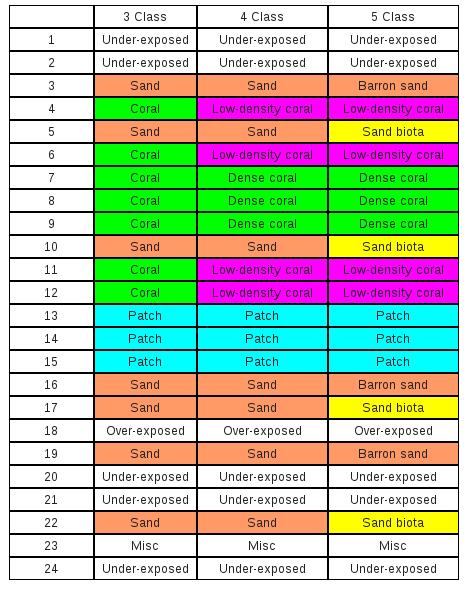 3 Class 4 Class 5 Class
1 Under-exposed Under-exposed Under-exposed
2 Under-exposed Under-exposed Under-exposed
3 Sand Sand Barron sand
4 Coral Low-density coral Low-density coral
5 Sand Sand Sand biota
6 Coral Low-density coral Low-density coral
7 Coral Dense coral Dense coral
8 Coral Dense coral Dense coral
9 Coral Dense coral Dense coral
10 Sand Sand Sand biota
11 Coral Low-density coral Low-density coral
12 Coral Low-density coral Low-density coral
13 Patch Patch Patch
14 Patch Patch Patch
15 Patch Patch Patch
16 Sand Sand Barron sand
17 Sand Sand Sand biota
18 Over-exposed Over-exposed Over-exposed
19 Sand Sand Barron sand
20 Under-exposed Under-exposed Under-exposed
21 Under-exposed Under-exposed Under-exposed
22 Sand Sand Sand biota
23 Misc Misc Misc
24 Under-exposed Under-exposed Under-exposed